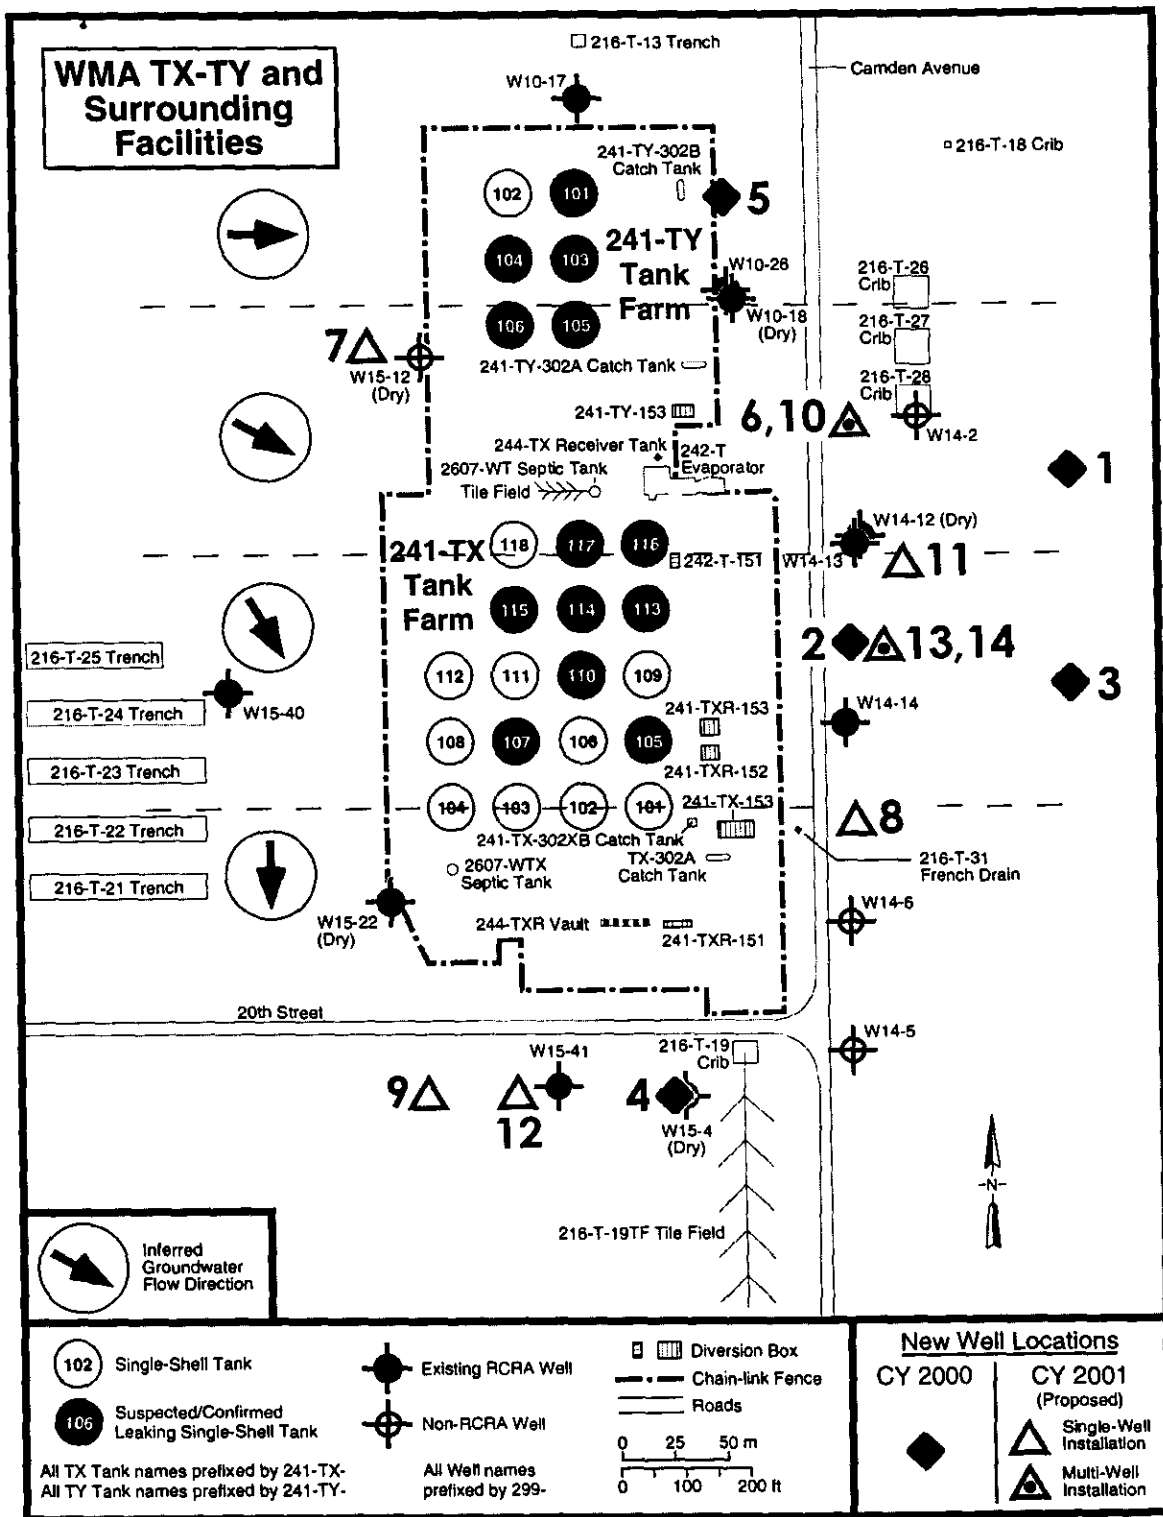 WMA TX-TY and
Surrounding
Facilities
216-T-13 Trench
W10-17
Camden Avenue
216-T-18 Crib
241-TY-302B
Catch Tank
102
101
5
104
103
241-TY
Tank
Farm
W10-26
W10-18
(Dry)
216-T-26
Crib
106
105
216-T-27
Crib
7
W15-12
(Dry)
241-TY-302A Catch Tank
216-T-28
Crib
241-TY-153
6,10
W14-2
244-TX Receiver Tank
242-T
Evaporator
2607-WT Septic Tank
Tile Field
1
W14-12 (Dry)
241-TX
Tank
Farm
118
117
116
242-T-151
W14-13
11
115
114
113
2
13,14
216-T-25 Trench
112
111
110
109
3
216-T-24 Trench
W15-40
241-TXR-153
W14-14
108
107
106
105
216-T-23 Trench
241-TXR-152
104
103
102
101
241-TX-153
8
216-T-22 Trench
241-TX-302XB Catch Tank
TX-302A
Catch Tank
216-T-31
French Drain
2607-WTX
Septic Tank
216-T-21 Trench
W15-22
(Dry)
244-TXR Vault
241-TXR-151
W14-6
20th Street
W14-5
W15-41
216-T-19
Crib
9
12
4
W15-4
(Dry)
-N-
216-T-19TF Tile Field
Inferred
Groundwater
Flow Direction
102
Single-Shell Tank
106
Suspected/Confirmed
Leaking Single-Shell Tank
All TX Tank names prefixed by 241-TX-
All TY Tank names prefixed by 241-TY-
Existing RCRA Well
Non-RCRA Well
All Well names
prefixed by 299-
Diversion Box
Chain-link Fence
Roads
0 25 50 m
0 100 200 ft
New Well Locations
CY 2000
CY 2001
(Proposed)
Single-Well
Installation
Multi-Well
Installation